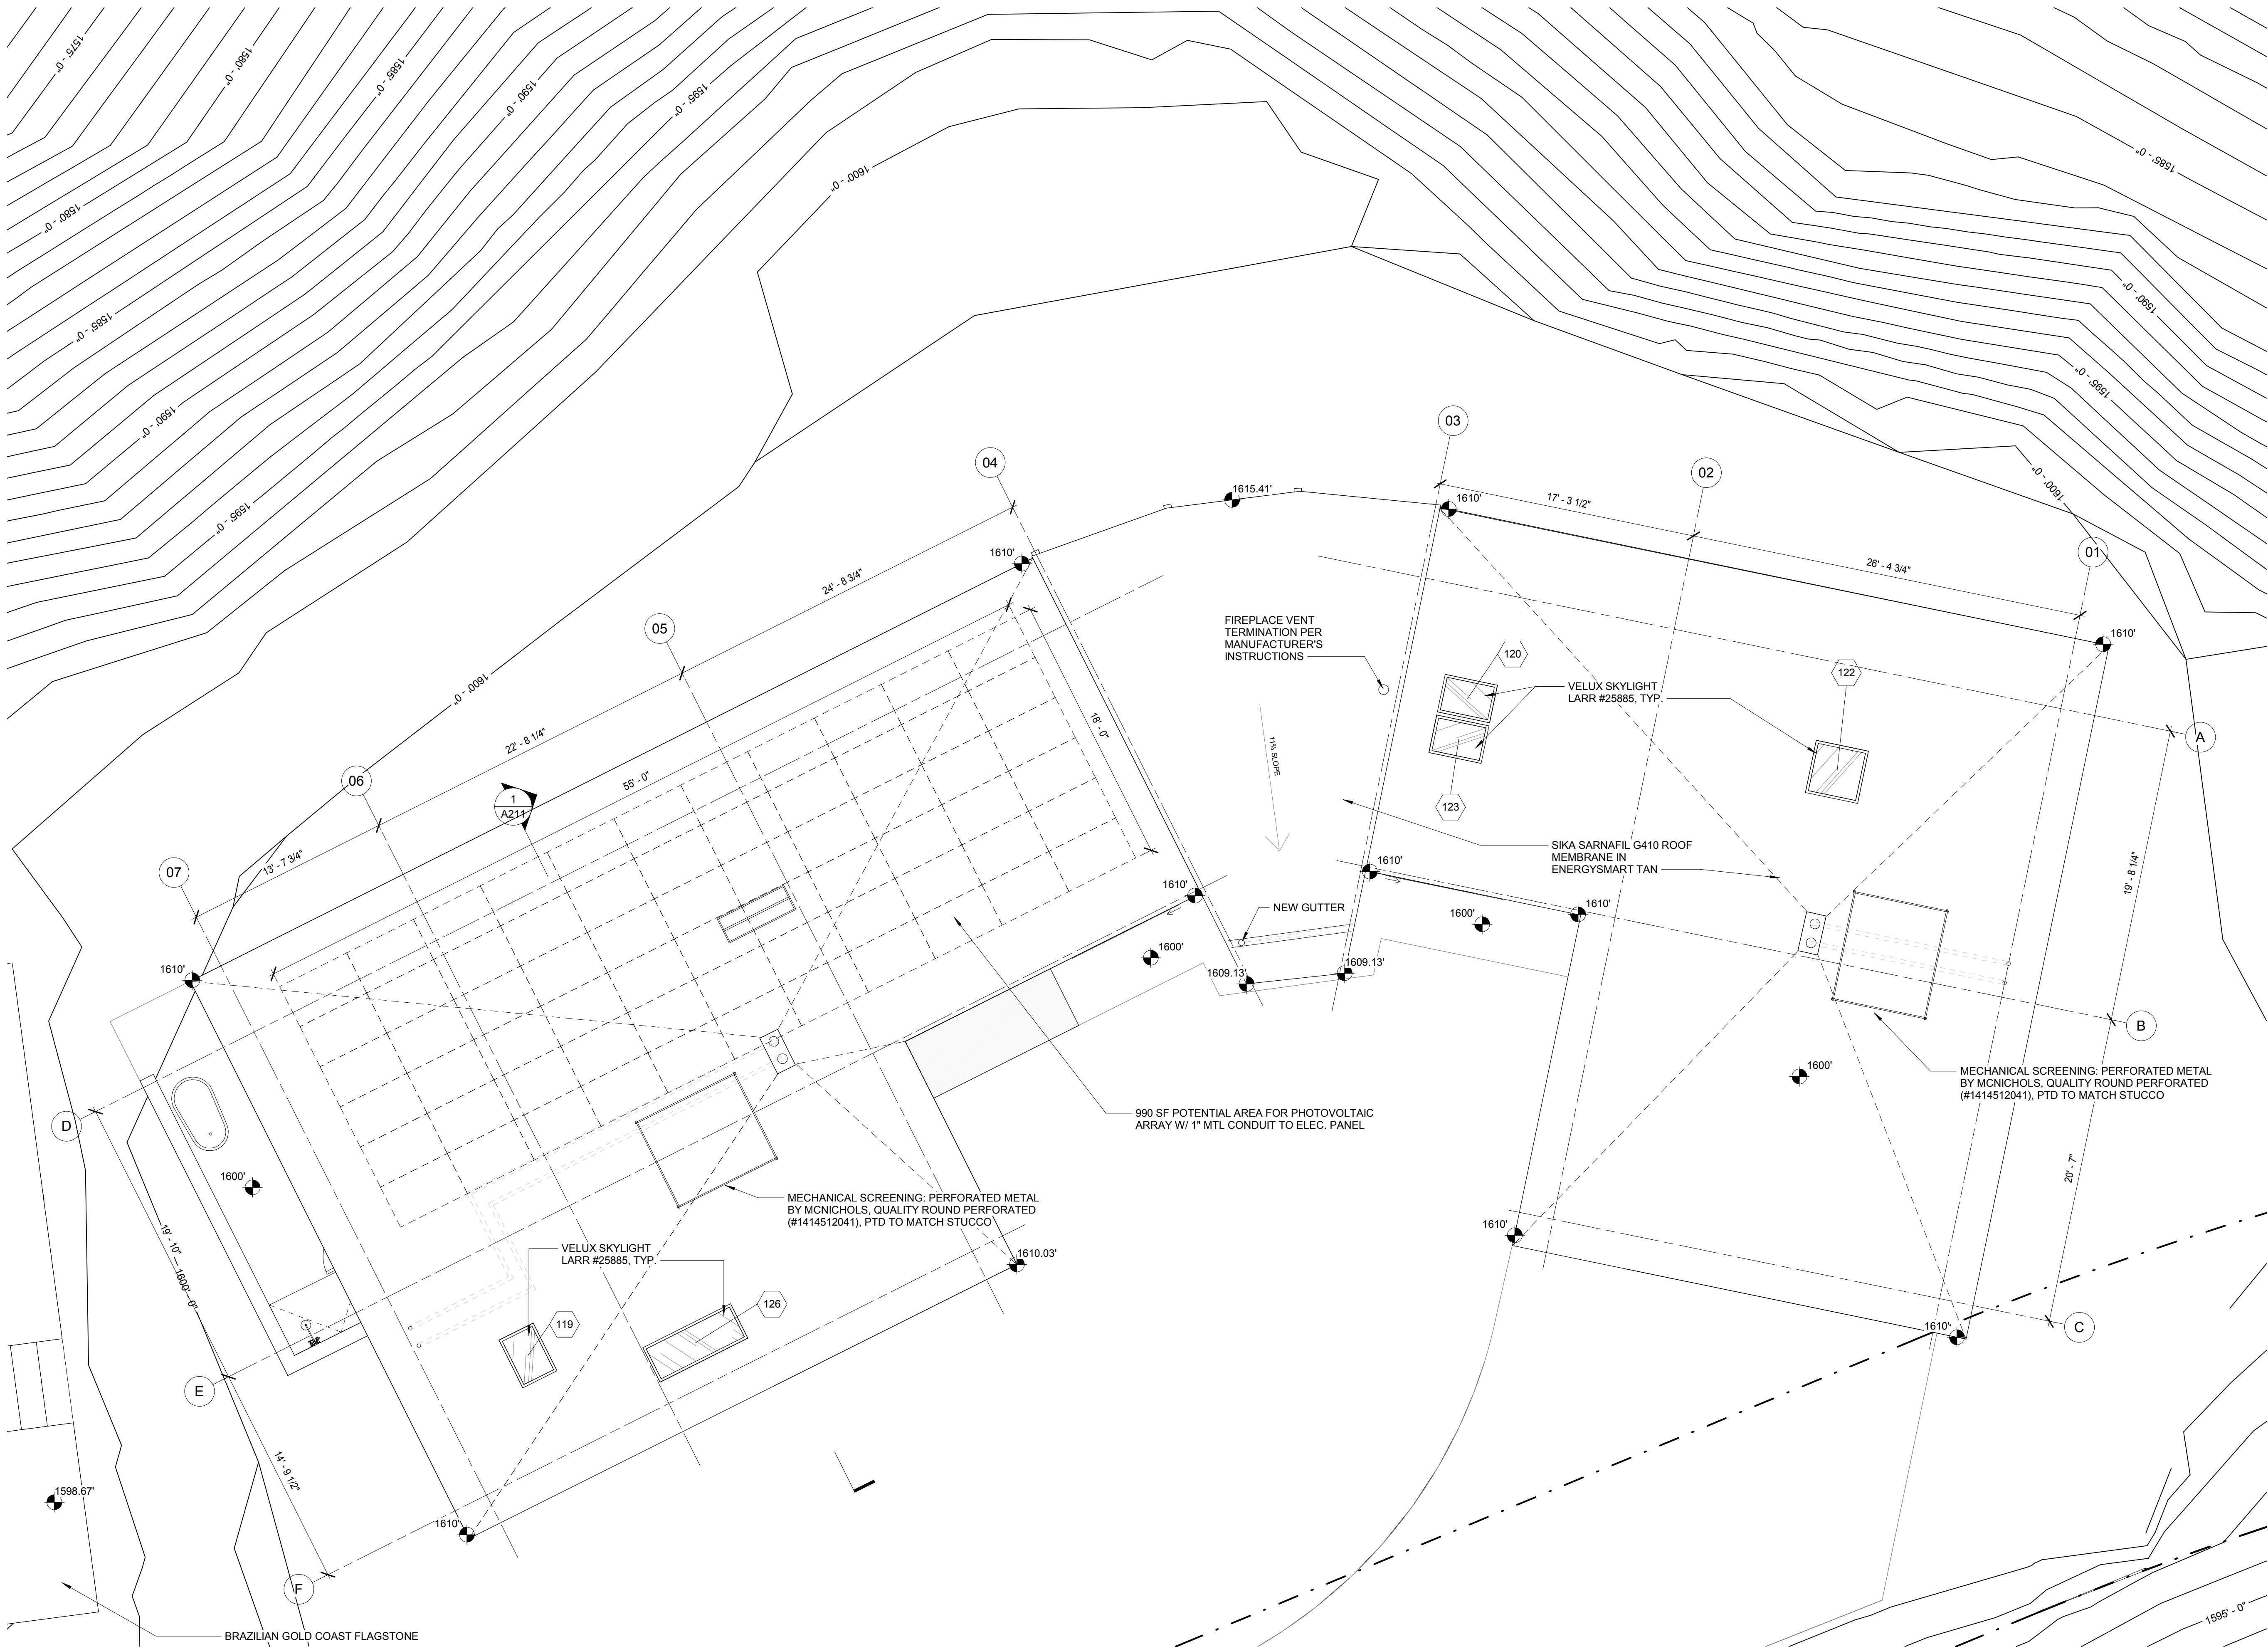 1575' - 0"
1580' - 0"
1585' - 0"
1590' - 0"
1595' - 0"
1600' - 0"
1585' - 0"
1580' - 0"
1585' - 0"
1590' - 0"
1595' - 0"
1600' - 0"
1590' - 0"
1595' - 0"
1600' - 0"
03
04
02
01
05
06
07
1615.41'
1610'
17' - 3 1/2"
26' - 4 3/4"
1610'
1610'
24' - 8 3/4"
22' - 8 1/4"
13' - 7 3/4"
55' - 0"
18' - 0"
1
A211
FIREPLACE VENT
TERMINATION PER
MANUFACTURER'S
INSTRUCTIONS
120
122
123
VELUX SKYLIGHT
LARR #25885, TYP.
11% SLOPE
A
SIKA SARNAFIL G410 ROOF
MEMBRANE IN
ENERGYSMART TAN
19' - 8 1/4"
1610'
1610'
1610'
1600'
NEW GUTTER
1600'
1609.13'
1609.13'
1610'
B
1600'
MECHANICAL SCREENING: PERFORATED METAL
BY MCNICHOLS, QUALITY ROUND PERFORATED
(#1414512041), PTD TO MATCH STUCCO
990 SF POTENTIAL AREA FOR PHOTOVOLTAIC
ARRAY W/ 1" MTL CONDUIT TO ELEC. PANEL
D
1600'
20' - 7"
MECHANICAL SCREENING: PERFORATED METAL
BY MCNICHOLS, QUALITY ROUND PERFORATED
(#1414512041), PTD TO MATCH STUCCO
1610'
VELUX SKYLIGHT
LARR #25885, TYP.
1610.03'
19' - 10"
1600' - 0"
126
119
1610'
C
E
14' - 9 1/2"
1598.67'
1610'
F
1595' - 0"
BRAZILIAN GOLD COAST FLAGSTONE